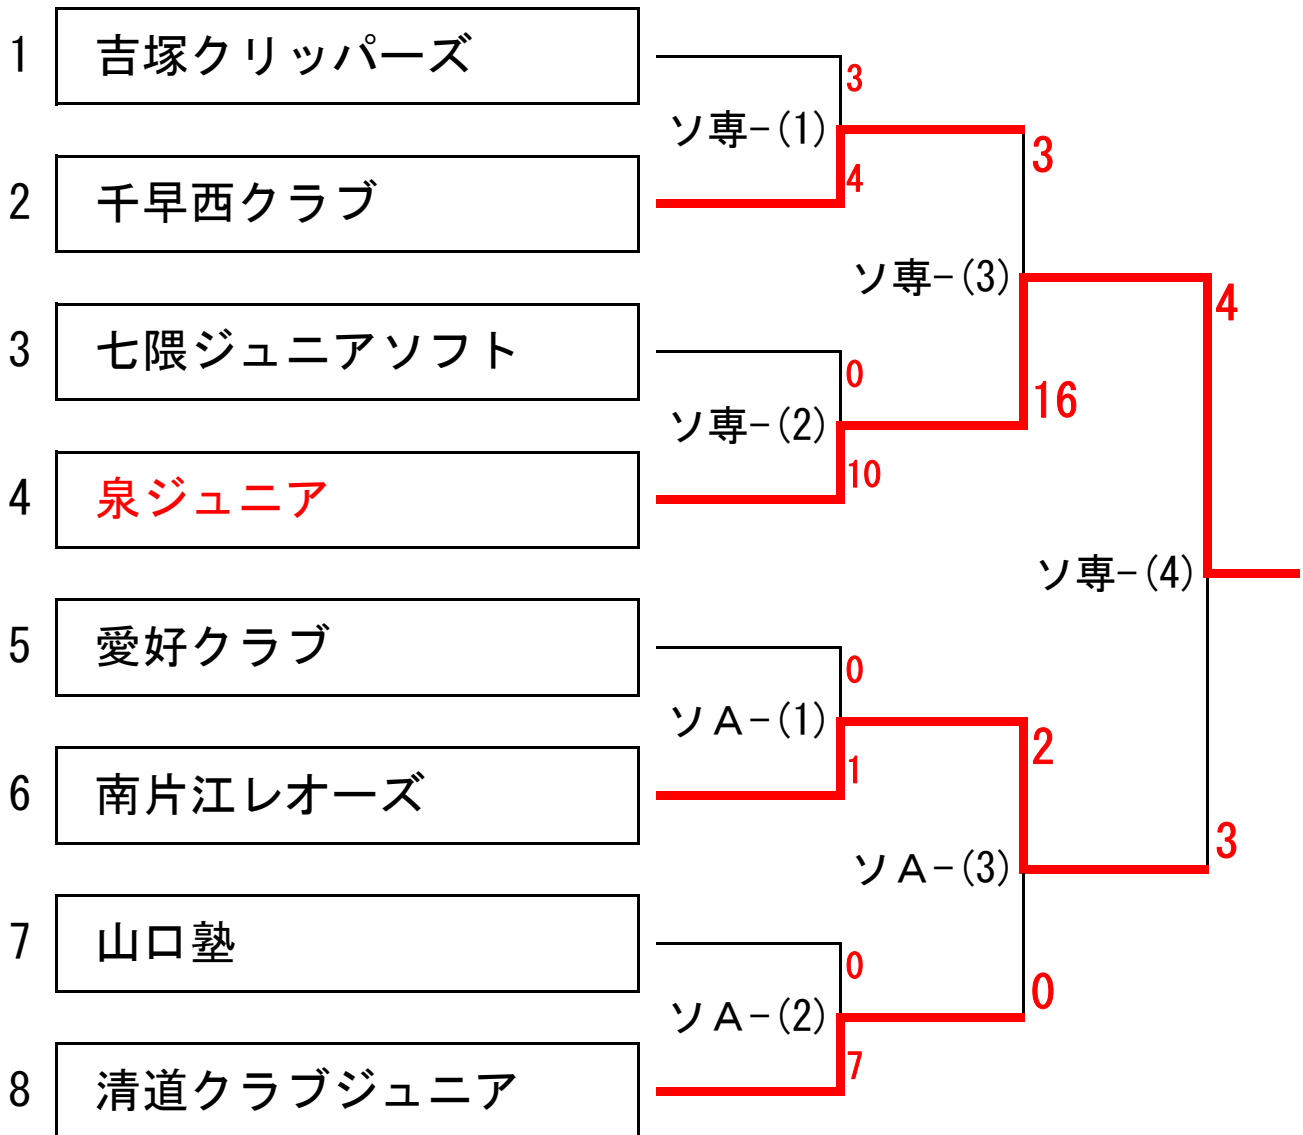 1 吉塚クリッパーズ
3
ソ専-(1)
3
4
2 千早西クラブ
ソ専-(3)
4
3 七隈ジュニアソフト
0
16
ソ専-(2)
10
4 泉ジュニア
ソ専-(4)
5 愛好クラブ
0
ソA-(1)
2
1
6 南片江レオーズ
3
ソA-(3)
7 山口塾
0
0
ソA-(2)
7
8 清道クラブジュニア